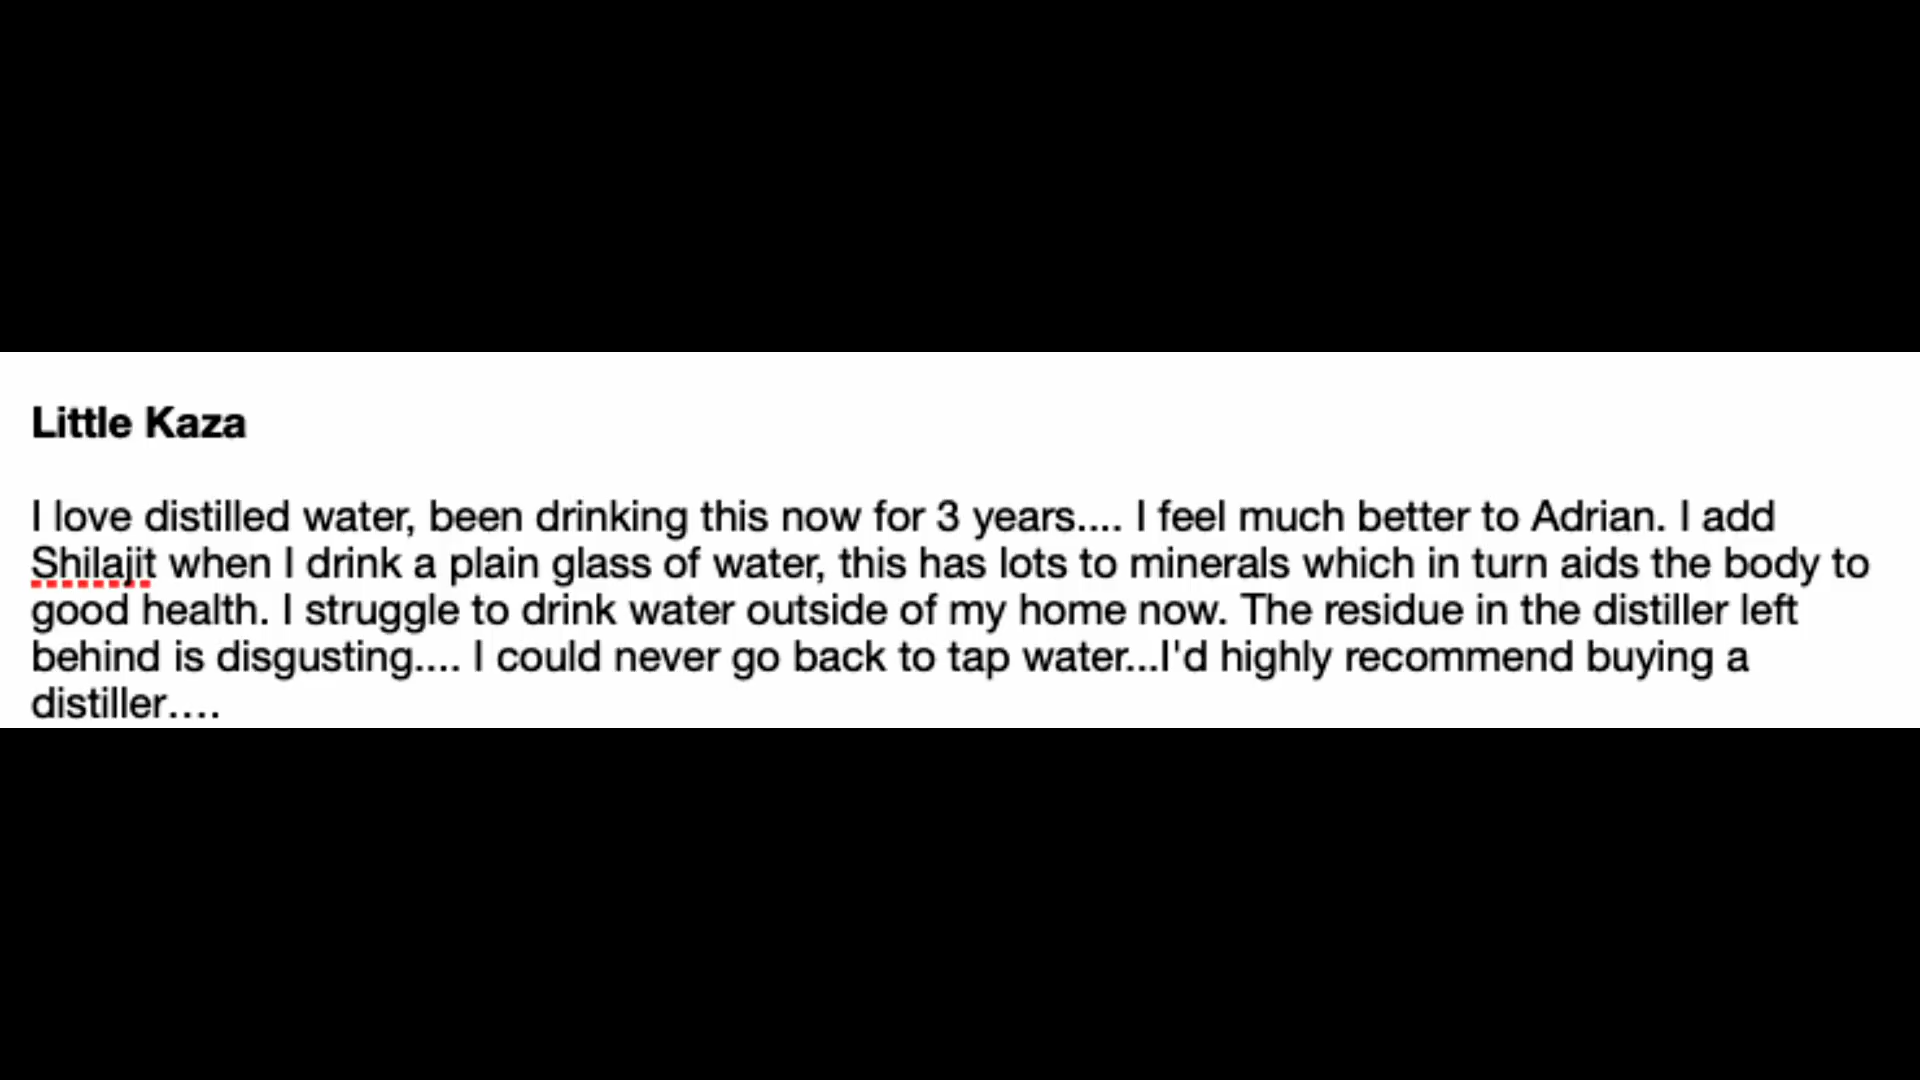 Little Kaza
I love distilled water, been drinking this now for 3 years.... I feel much better to Adrian. I add
Shilajit when I drink a plain glass of water, this has lots to minerals which in turn aids the body to
good health. I struggle to drink water outside of my home now. The residue in the distiller left
behind is disgusting.... I could never go back to tap water...I'd highly recommend buying a
distiller....